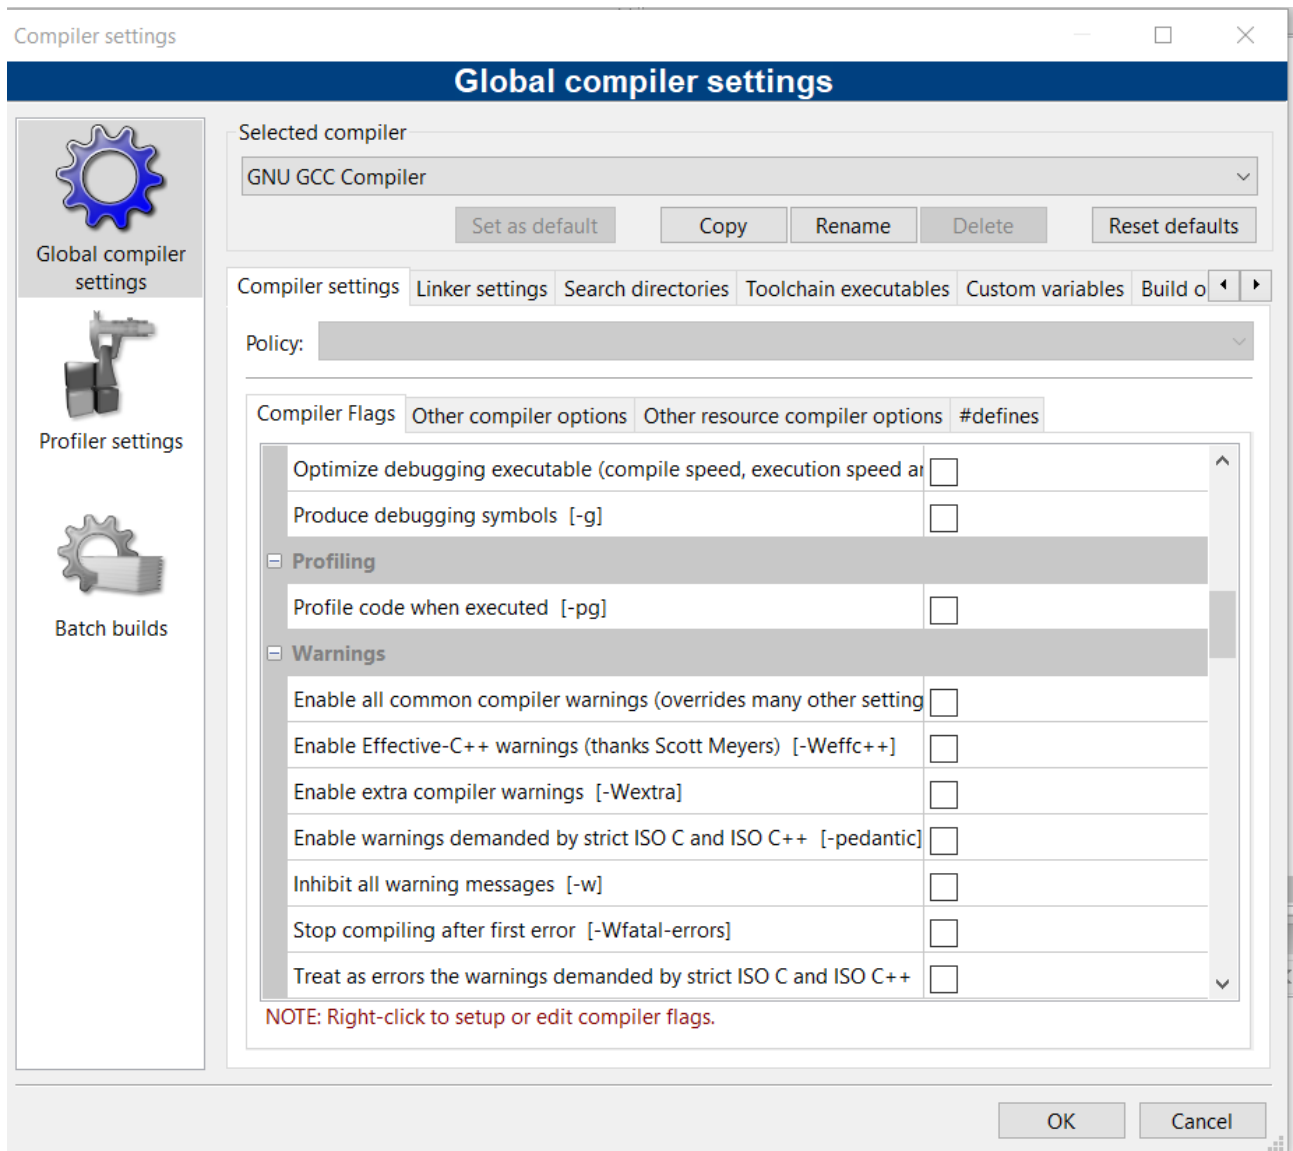 Compiler settings
Global compiler settings
Global compiler
settings
Profiler settings
Batch builds
Selected compiler
GNU GCC Compiler
Set as default
Copy
Rename
Delete
Reset defaults
Compiler settings
Linker settings
Search directories
Toolchain executables
Custom variables
Build o
Policy:
Compiler Flags
Other compiler options
Other resource compiler options
#defines
Optimize debugging executable (compile speed, execution speed ar
Produce debugging symbols [-g]
Profiling
Profile code when executed [-pg]
Warnings
Enable all common compiler warnings (overrides many other setting
Enable Effective-C++ warnings (thanks Scott Meyers) [-Weffc++]
Enable extra compiler warnings [-Wextra]
Enable warnings demanded by strict ISO C and ISO C++ [-pedantic]
Inhibit all warning messages [-w]
Stop compiling after first error [-Wfatal-errors]
Treat as errors the warnings demanded by strict ISO C and ISO C++
NOTE: Right-click to setup or edit compiler flags.
OK
Cancel